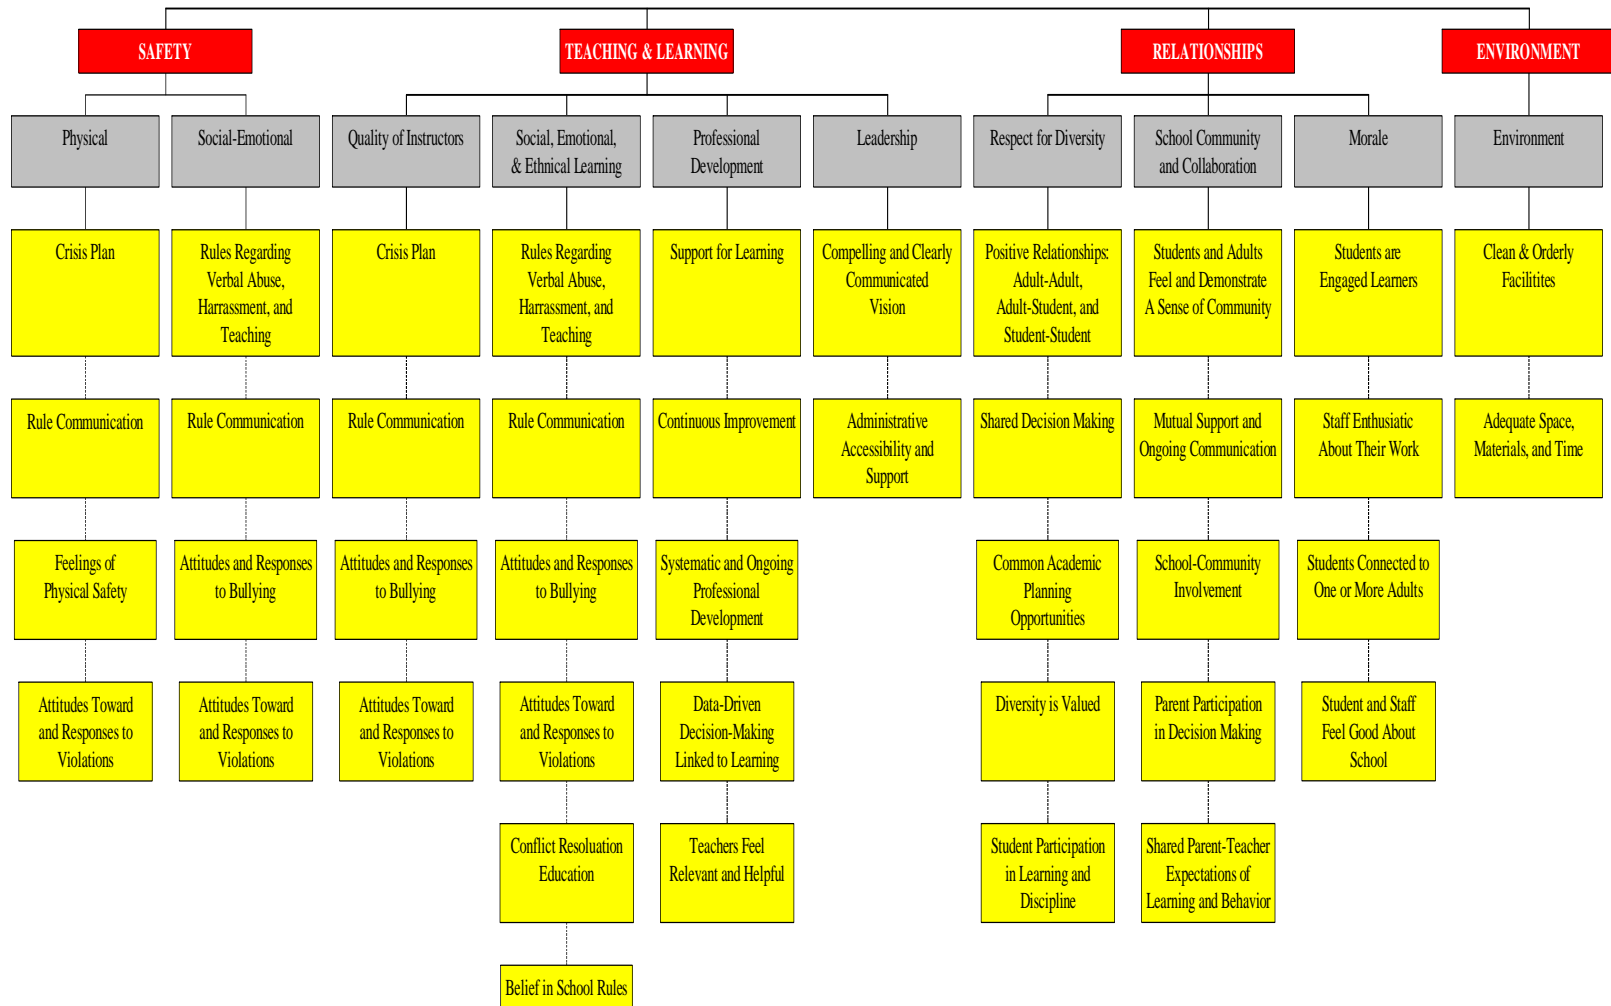 SAFETY
TEACHING & LEARNING
RELATIONSHIPS
ENVIRONMENT
Physical
Social-Emotional
Quality of Instructors
Social, Emotional,
& Ethnical Learning
Professional
Development
Leadership
Respect for Diversity
School Community
and Collaboration
Morale
Environment
Crisis Plan
Rules Regarding
Verbal Abuse,
Harrassment, and
Teaching
Crisis Plan
Rules Regarding
Verbal Abuse,
Harrassment, and
Teaching
Support for Learning
Compelling and Clearly
Communicated
Vision
Positive Relationships:
Adult-Adult,
Adult-Student, and
Student-Student
Students and Adults
Feel and Demonstrate
A Sense of Community
Students are
Engaged Learners
Clean & Orderly
Facilitites
Rule Communication
Rule Communication
Rule Communication
Rule Communication
Continuous Improvement
Administrative
Accessibility and
Support
Shared Decision Making
Mutual Support and
Ongoing Communication
Staff Enthusiatic
About Their Work
Adequate Space,
Materials, and Time
Feelings of
Physical Safety
Attitudes and Responses
to Bullying
Attitudes and Responses
to Bullying
Attitudes and Responses
to Bullying
Systematic and Ongoing
Professional
Development
Common Academic
Planning
Opportunities
School-Community
Involvement
Students Connected to
One or More Adults
Attitudes Toward
and Responses to
Violations
Attitudes Toward
and Responses to
Violations
Attitudes Toward
and Responses to
Violations
Attitudes Toward
and Responses to
Violations
Data-Driven
Decision-Making
Linked to Learning
Diversity is Valued
Parent Participation
in Decision Making
Student and Staff
Feel Good About
School
Conflict Resoluation
Education
Teachers Feel
Relevant and Helpful
Student Participation
in Learning and
Discipline
Shared Parent-Teacher
Expectations of
Learning and Behavior
Belief in School Rules